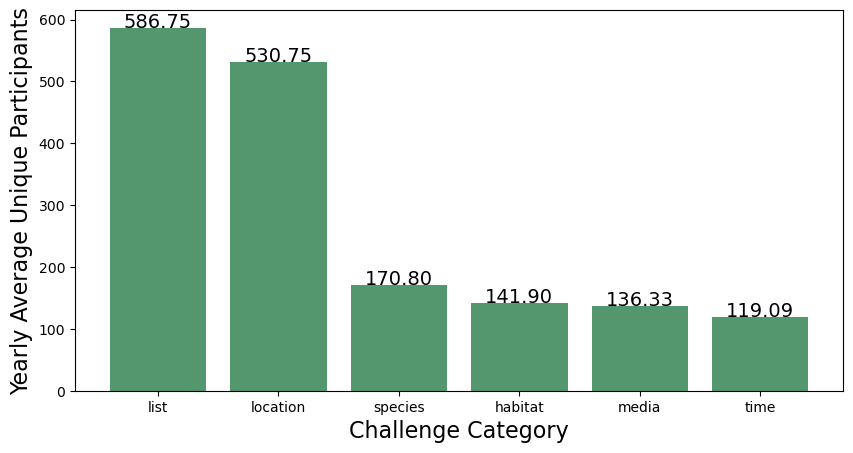 Yearly Average Unique Participants
600
500
400
300
200
100
0
586.75
530.75
170.80
141.90
136.33
119.09
list
location
species
habitat
media
time
Challenge Category